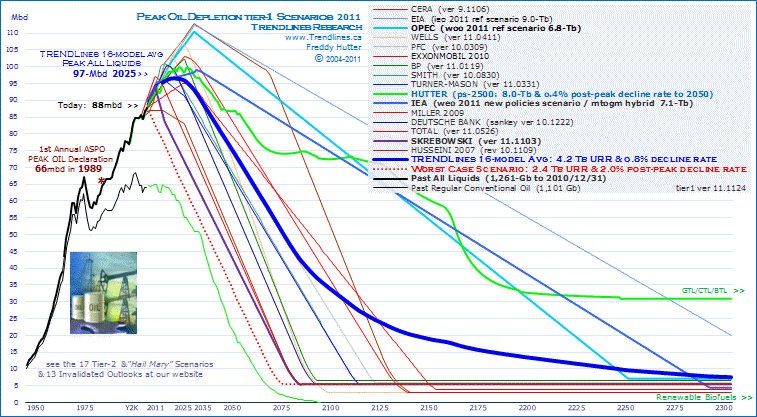 Mbd
PEAK OIL DEPLETION TIER-1 SCENARIOS 2011
TRENDLINES RESEARCH
www.Trendlines.ca
Freddy Hutter
© 2004-2011
TRENDLines 16-MODEL AVG
PEAK ALL LIQUIDS
97-Mbd 2025>>
Today: 88mbd >>
1st Annual ASPO
PEAK OIL Declaration
66mbd in 1989
*
CERA (ver 9.1106)
EIA (ieo 2011 ref scenario 9.0-Tb)
OPEC (woo 2011 ref scenario 6.8-Tb)
WELLS (ver 11.0411)
PFC (ver 10.0309)
EXXONMOBIL 2010
BP (ver 11.0119)
SMITH (ver 10.0830)
TURNER-MASON (ver 11.0331)
HUTTER (ps-2500: 8.0-Tb & 0.4% post-peak decline rate to 2050)
IEA (weo 2011 new policies scenario / mtogm hybrid 7.1-Tb)
MILLER 2009
DEUTSCHE BANK (sankey ver 10.1222)
TOTAL (ver 11.0526)
SKREBOWSKI (ver 11.1103)
HUSSEINI 2007 (rev 10.1109)
TRENDLines 16-MODEL AVG: 4.2 TB URR & 0.8% DECLINE RATE
WORST CASE SCENARIO: 2.4 TB URR & 2.0% POST-PEAK DECLINE RATE
Past All Liquids (1,261-Gb to 2010/12/31)
Past Regular Conventional Oil (1,101 Gb)
tier1 ver 11.1124
110
105
100
95
90
85
80
75
70
65
60
55
50
45
40
35
30
25
20
15
10
5
0
OIL
OIL
GTL/CTL/BTL >>
see the 17 Tier-2 &"Hail Mary" Scenarios
& 13 Invalidated Outlooks at our website
Renewable Biofuels >>
1950 1975 Y2K 2011 2025 2035 2050 2075 2100 2125 2150 2175 2200 2225 2250 2275 2300